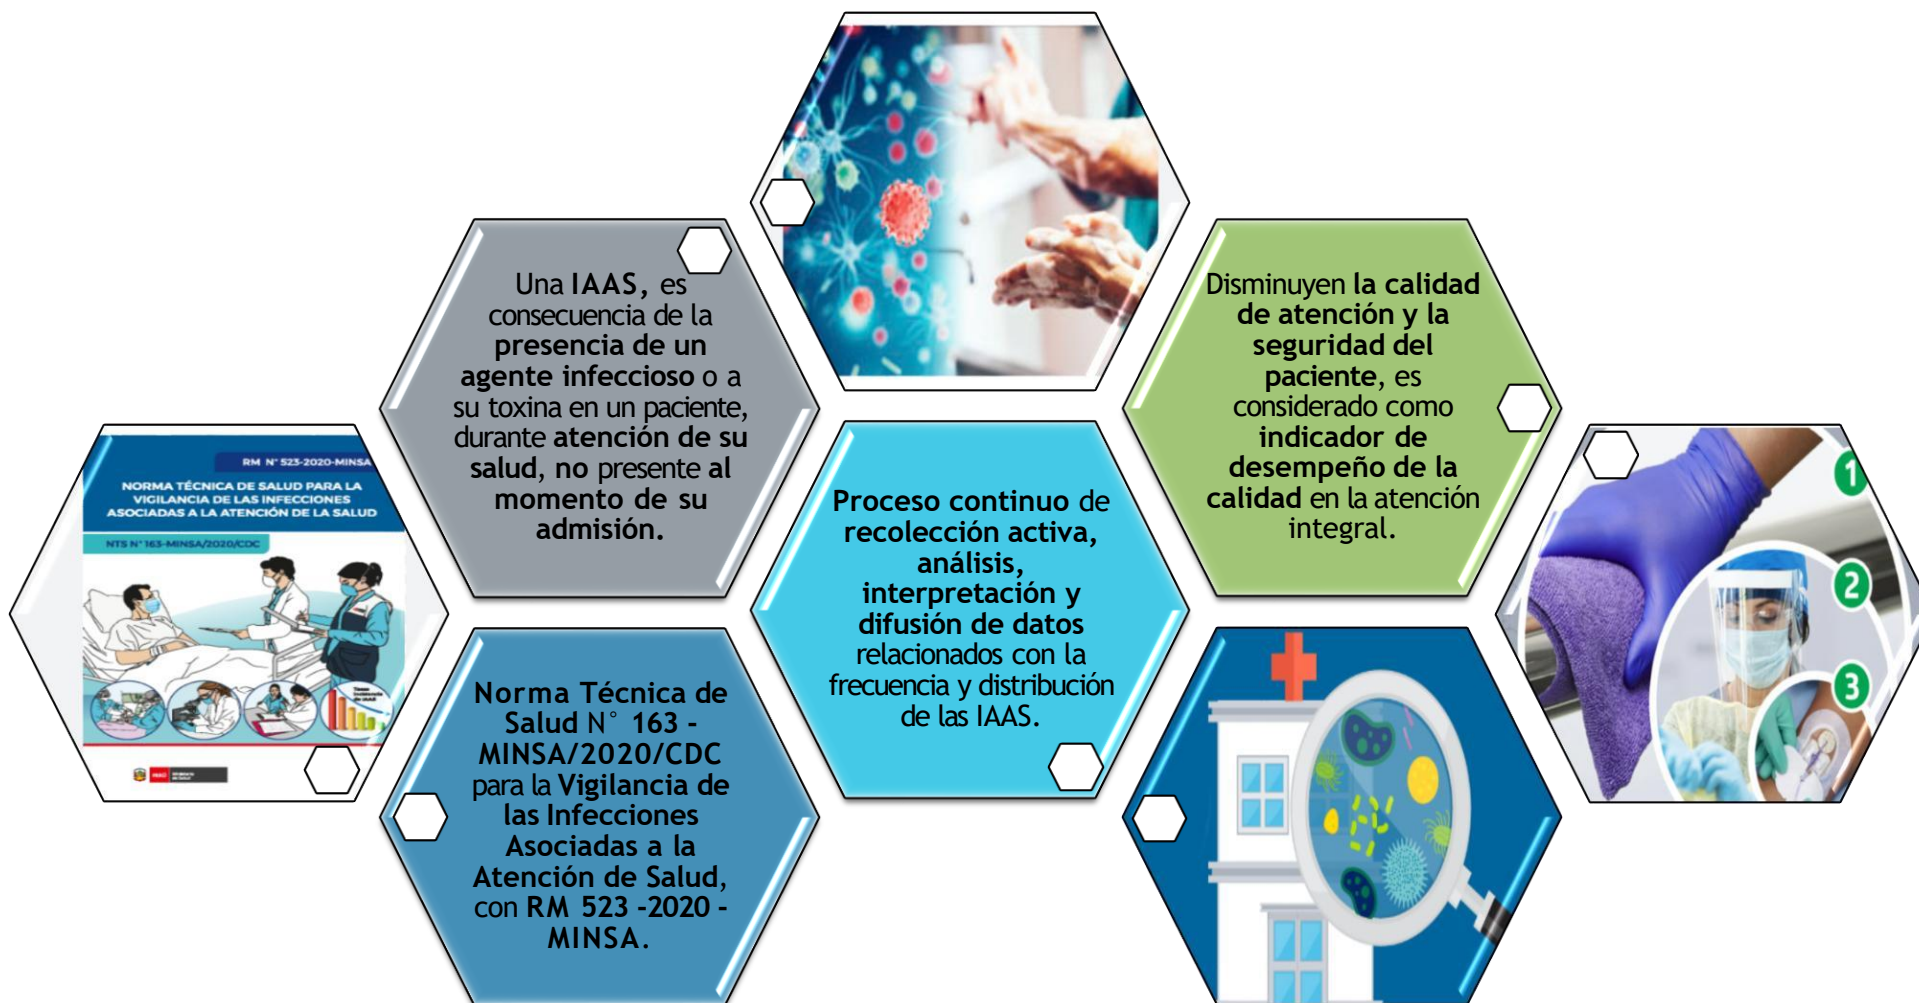 Una IAAS, es
consecuencia de la
presencia de un
agente infeccioso o a
su toxina en un paciente,
durante atención de su
salud, no presente al
momento de su
admisión.
Disminuyen la calidad
de atención y la
seguridad del
paciente, es
considerado como
indicador de
desempeño de la
calidad en la atención
integral.
RM N° 523-2020-MINSA
NORMA TÉCNICA DE SALUD PARA LA
VIGILANCIA DE LAS INFECCIONES
ASOCIADAS A LA ATENCIÓN DE LA SALUD
NTS N° 163-MINSA/2020/CDC
Proceso continuo de
recolección activa,
análisis,
interpretación y
difusión de datos
relacionados con la
frecuencia y distribución
de las IAAS.
1
2
3
Norma Técnica de
Salud N° 163 -
MINSA/2020/CDC
para la Vigilancia de
las Infecciones
Asociadas a la
Atención de Salud,
con RM 523 -2020 -
MINSA.